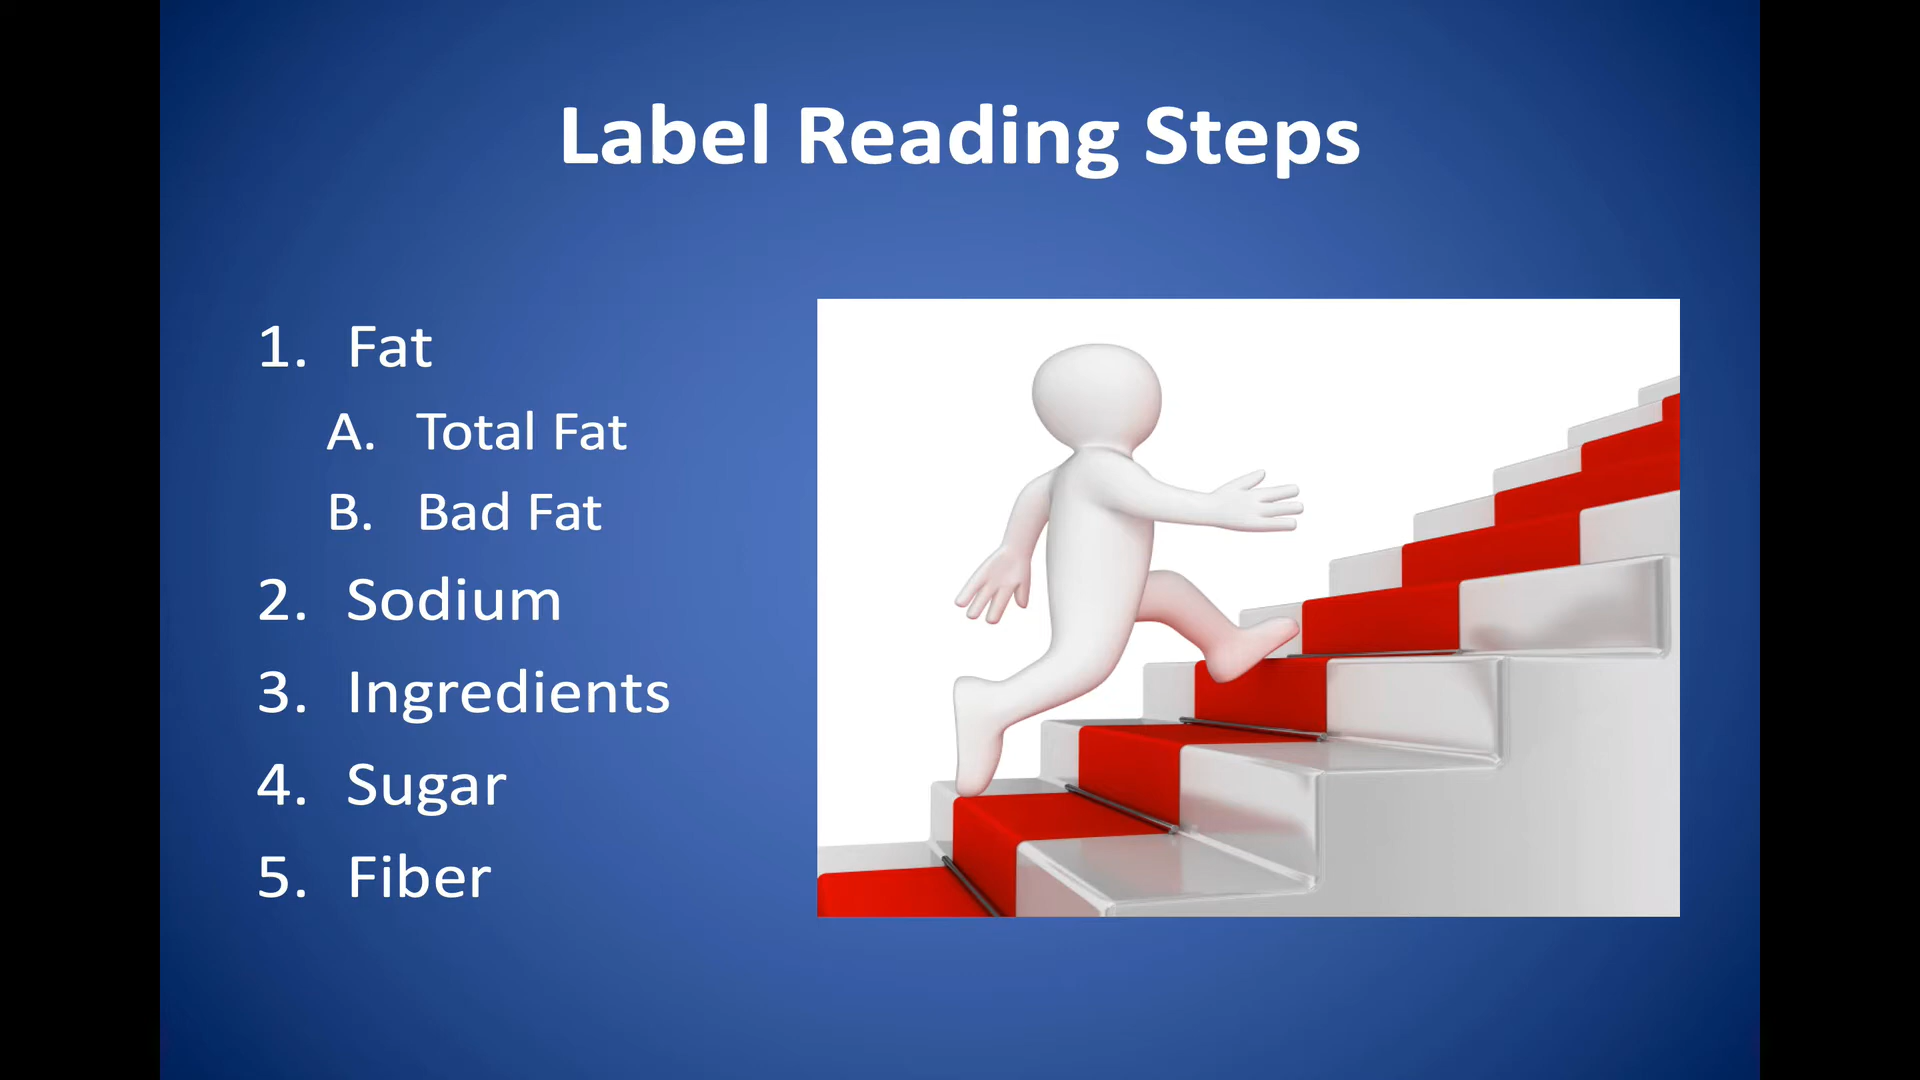 Label Reading Steps
1. Fat
A. Total Fat
B. Bad Fat
2. Sodium
3. Ingredients
4. Sugar
5. Fiber